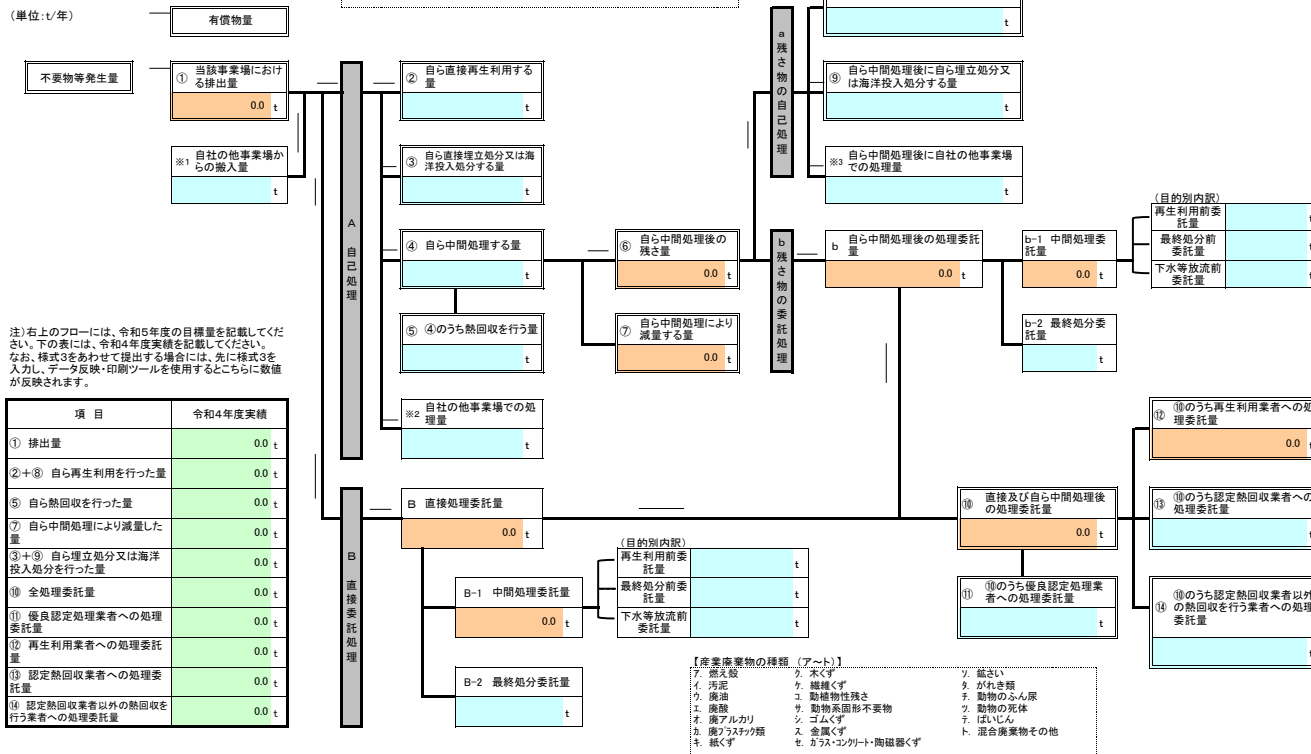 （単位：t/年）
有償物量
t
a 残さ物の自己処理
不要物等発生量
① 当該事業場におけ
る排出量
0.0 t
② 自ら直接再生利用する
量
t
⑨ 自ら中間処理後に自ら埋立処分又
は海洋投入処分する量
t
※1 自社の他事業場か
らの搬入量
t
③ 自ら直接埋立処分又は海
洋投入処分する量
t
※3 自ら中間処理後に自社の他事業場
での処理量
t
A 自己処理
④ 自ら中間処理する量
t
⑥ 自ら中間処理後の
残さ量
0.0 t
b 残さ物の委託処理
b 自ら中間処理後の処理委託
量
0.0 t
b-1 中間処理委
託量
0.0 t
（目的別内訳）
再生利用前委
託量
t
最終処分前
委託量
t
下水等放流前
委託量
t
⑤ ④のうち熱回収を行う量
t
⑦ 自ら中間処理により
減量する量
0.0 t
b-2 最終処分委
託量
t
注）右上のフローには、令和5年度の目標量を記載してくだ
さい。下の表には、令和4年度実績を記載してください。
なお、様式3をあわせて提出する場合には、先に様式3を
入力し、データ反映・印刷ツールを使用するとこちらに数値
が反映されます。
項 目 令和4年度実績
① 排出量 0.0 t
②＋⑧ 自ら再生利用を行った量 0.0 t
⑤ 自ら熱回収を行った量 0.0 t
⑦ 自ら中間処理により減量した
量 0.0 t
③＋⑨ 自ら埋立処分又は海洋
投入処分を行った量 0.0 t
⑩ 全処理委託量 0.0 t
⑪ 優良認定処理業者への処理
委託量 0.0 t
⑫ 再生利用業者への処理委託
量 0.0 t
⑬ 認定熱回収業者への処理委
託量 0.0 t
⑭ 認定熱回収業者以外の熱回収を
行う業者への処理委託量 0.0 t
※2 自社の他事業場での処
理量
t
B 直接委託処理
B 直接処理委託量
0.0 t
B-1 中間処理委託量
0.0 t
（目的別内訳）
再生利用前委
託量
t
最終処分前委
託量
t
下水等放流前
委託量
t
B-2 最終処分委託量
t
⑩ 直接及び自ら中間処理後
の処理委託量
0.0 t
⑪ ⑩のうち優良認定処理業
者への処理委託量
t
⑫ ⑩のうち再生利用業者への処
理委託量
0.0 t
⑬ ⑩のうち認定熱回収業者への
処理委託量
t
⑭ ⑩のうち認定熱回収業者以外
の熱回収を行う業者への処理
委託量
t
【産業廃棄物の種類 （ア～ト）】
ア. 燃え殻 ク. 木くず ソ. 鉱さい
イ. 汚泥 ケ. 繊維くず タ. がれき類
ウ. 廃油 コ. 動植物性残さ チ. 動物のふん尿
エ. 廃酸 サ. 動物系固形不要物 ツ. 動物の死体
オ. 廃アルカリ シ. ゴムくず テ. ばいじん
カ. 廃プラスチック類 ス. 金属くず ト. 混合廃棄物その他
キ. 紙くず セ. ガラス・コンクリート・陶磁器くず